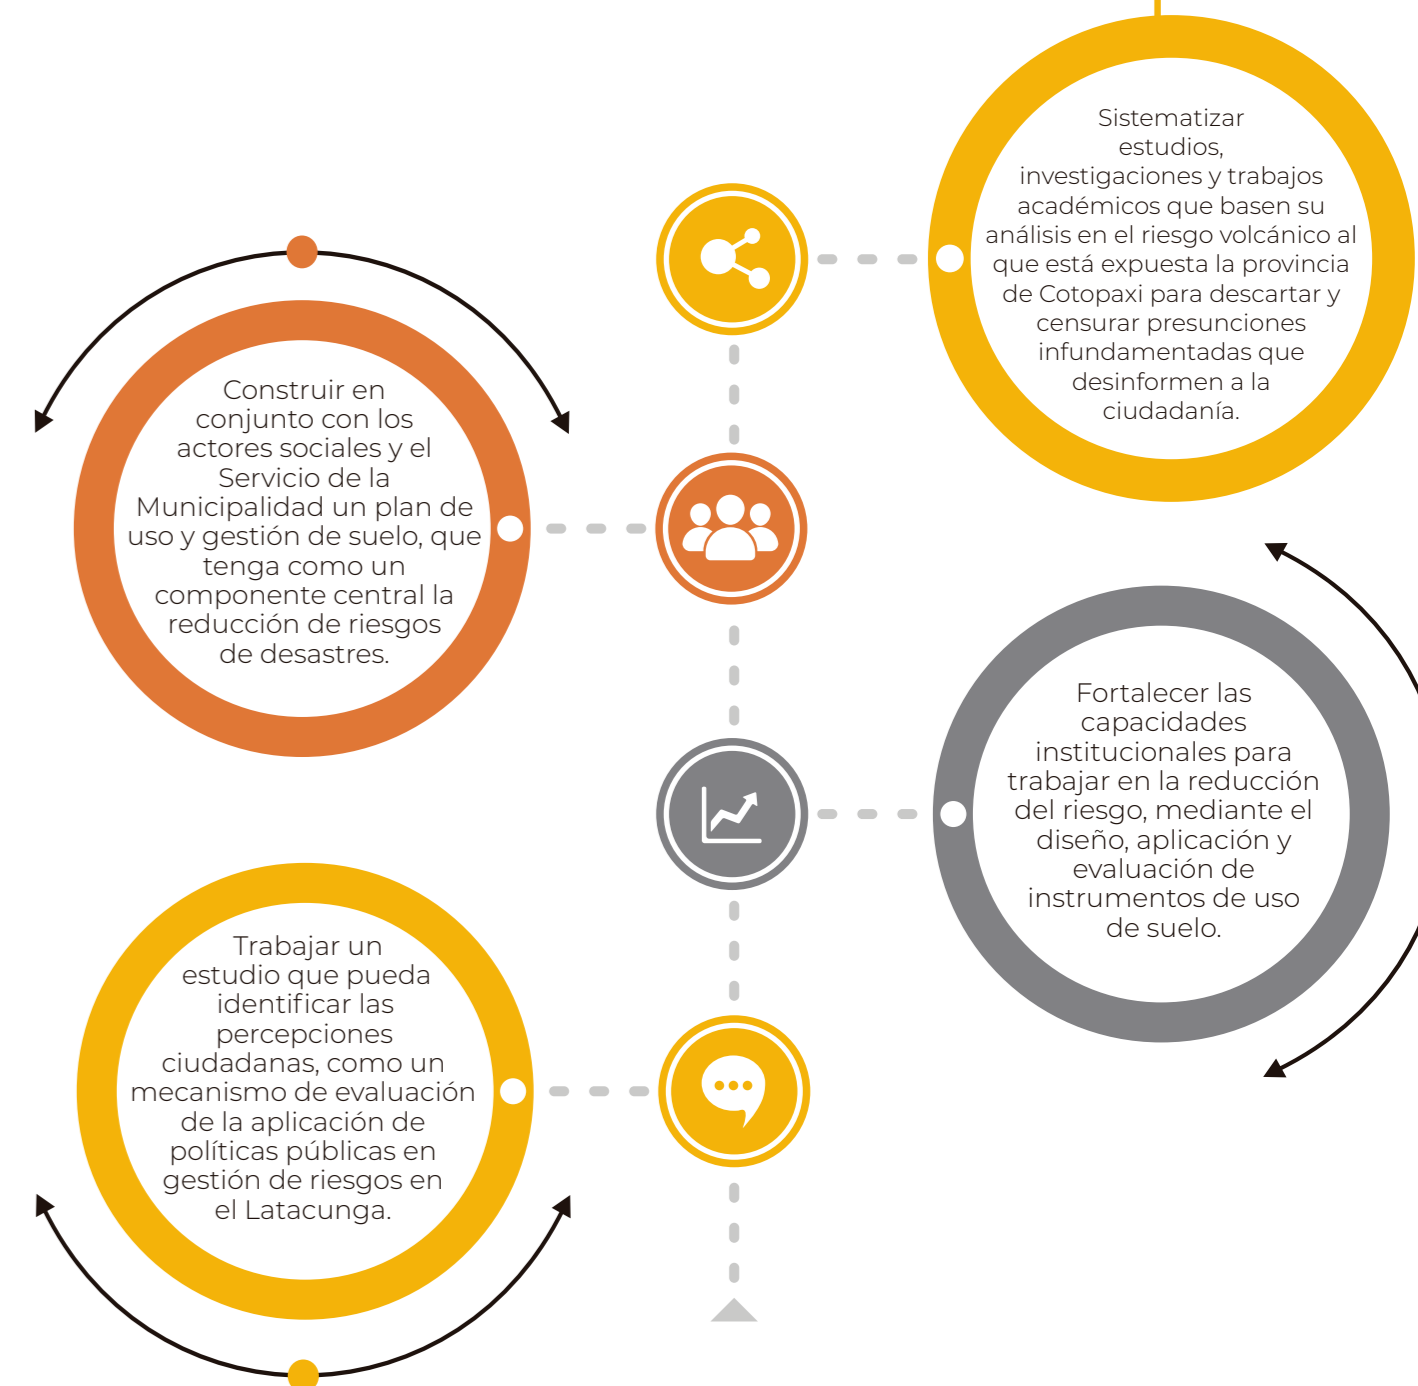 Sistematizar
estudios,
investigaciones y trabajos
académicos que basen su
análisis en el riesgo volcánico al
que está expuesta la provincia
de Cotopaxi para descartar y
censurar presunciones
infundamentadas que
desinformen a la
ciudadanía.
Construir en
conjunto con los
actores sociales y el
Servicio de la
Municipalidad un plan de
uso y gestión de suelo, que
tenga como un
componente central la
reducción de riesgos
de desastres.
Fortalecer las
capacidades
institucionales para
trabajar en la reducción
del riesgo, mediante el
diseño, aplicación y
evaluación de
instrumentos de uso
de suelo.
Trabajar un
estudio que pueda
identificar las
percepciones
ciudadanas, como un
mecanismo de evaluación
de la aplicación de
políticas públicas en
gestión de riesgos en
el Latacunga.